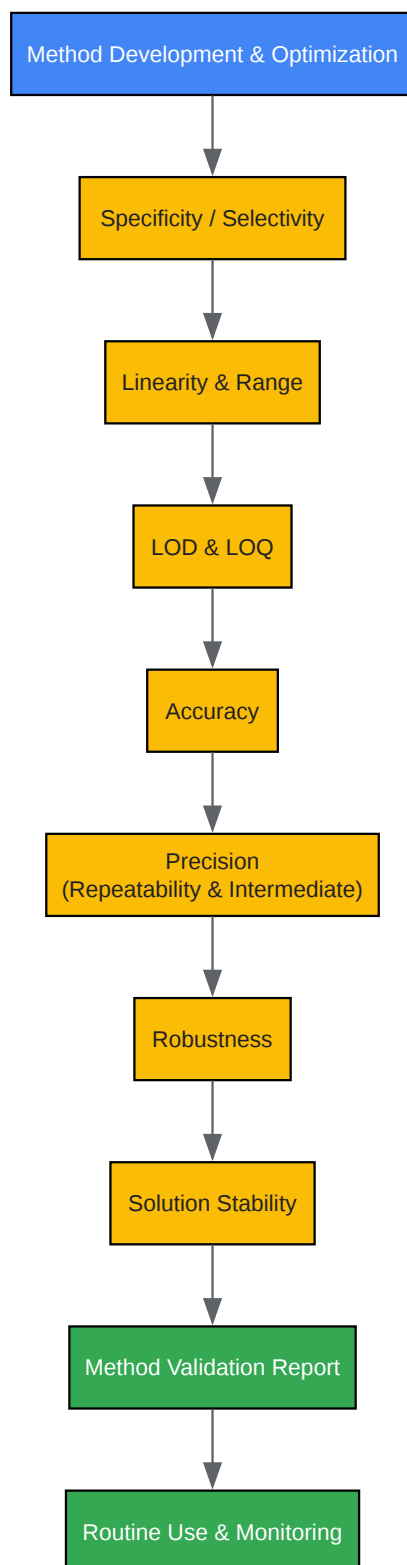 Method Development & Optimization
Specificity / Selectivity
Linearity & Range
LOD & LOQ
Accuracy
Precision
(Repeatability & Intermediate)
Robustness
Solution Stability
Method Validation Report
Routine Use & Monitoring